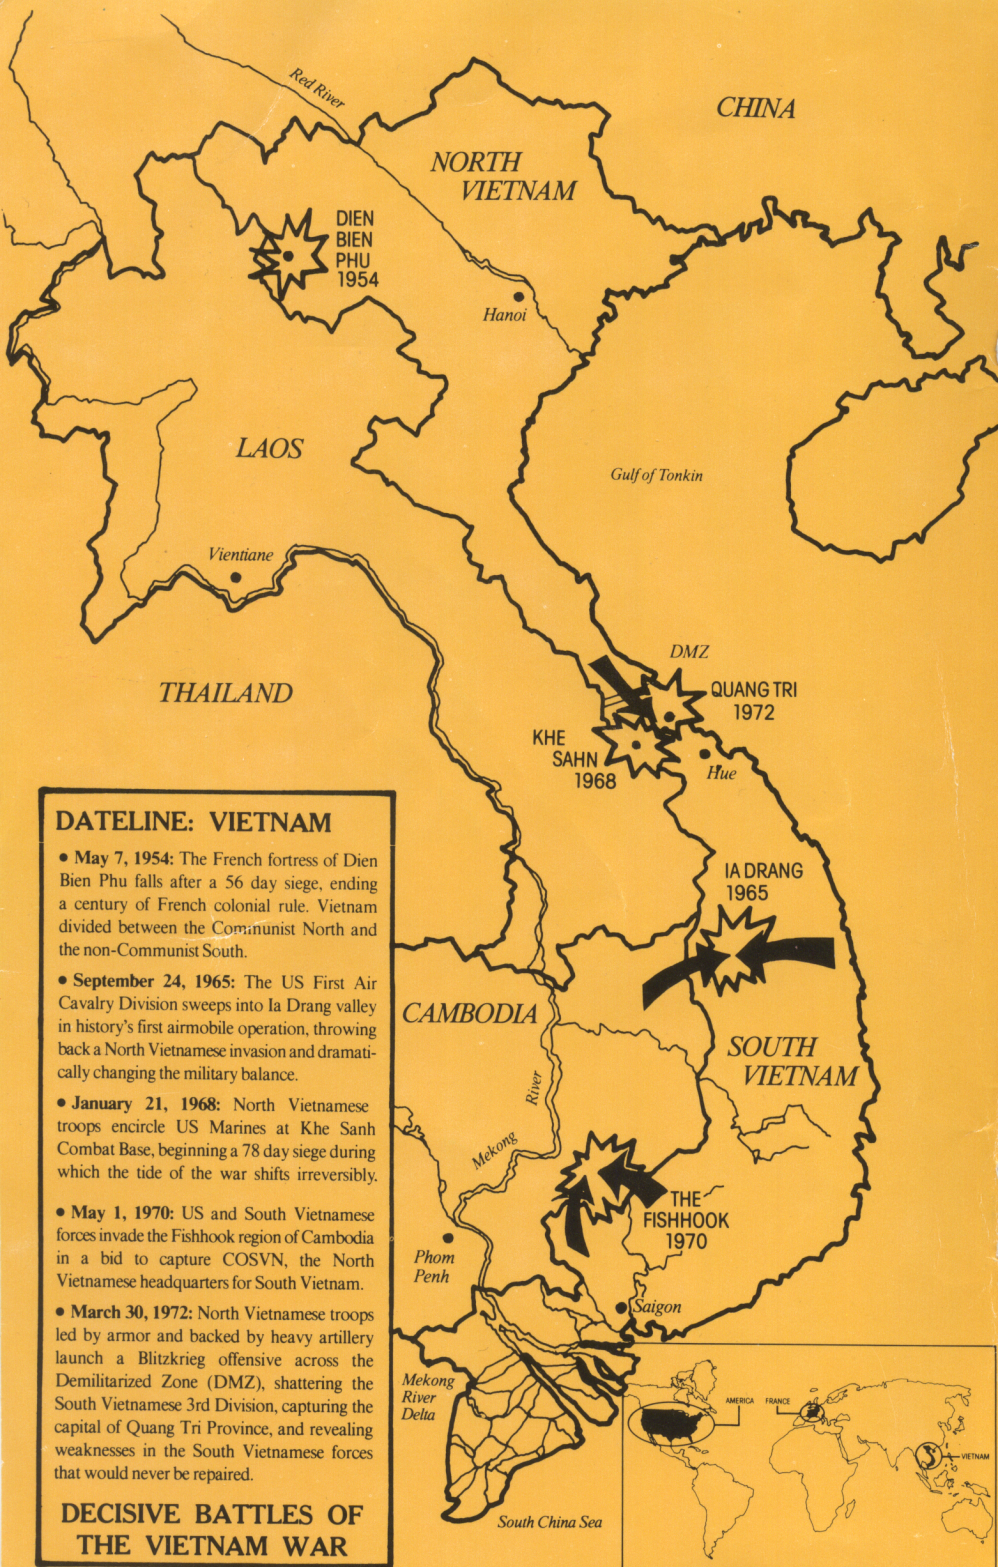 Red River
CHINA
NORTH
VIETNAM
DIEN
BIEN
PHU
1954
Hanoi
LAOS
Gulf of Tonkin
Vientiane
DMZ
THAILAND
QUANG TRI
1972
KHE
SAHN
1968
Hue
IA DRANG
1965
CAMBODIA
SOUTH
VIETNAM
River
Mekong
THE
FISHHOOK
1970
Phom
Penh
Saigon
Mekong
River
Delta
South China Sea
AMERICA
FRANCE
VIETNAM
DATELINE: VIETNAM
• May 7, 1954: The French fortress of Dien
Bien Phu falls after a 56 day siege, ending
a century of French colonial rule. Vietnam
divided between the Communist North and
the non-Communist South.
• September 24, 1965: The US First Air
Cavalry Division sweeps into Ia Drang valley
in history's first airmobile operation, throwing
back a North Vietnamese invasion and dramati-
cally changing the military balance.
• January 21, 1968: North Vietnamese
troops encircle US Marines at Khe Sanh
Combat Base, beginning a 78 day siege during
which the tide of the war shifts irreversibly.
• May 1, 1970: US and South Vietnamese
forces invade the Fishhook region of Cambodia
in a bid to capture COSVN, the North
Vietnamese headquarters for South Vietnam.
• March 30, 1972: North Vietnamese troops
led by armor and backed by heavy artillery
launch a Blitzkrieg offensive across the
Demilitarized Zone (DMZ), shattering the
South Vietnamese 3rd Division, capturing the
capital of Quang Tri Province, and revealing
weaknesses in the South Vietnamese forces
that would never be repaired.
DECISIVE BATTLES OF
THE VIETNAM WAR